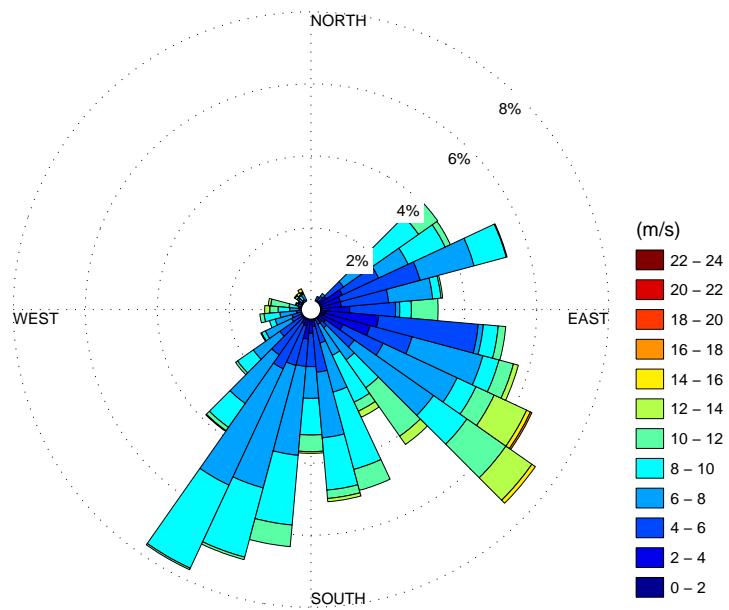 NORTH
8%
6%
4%
2%
WEST
EAST
SOUTH
(m/s)
22 – 24
20 – 22
18 – 20
16 – 18
14 – 16
12 – 14
10 – 12
8 – 10
6 – 8
4 – 6
2 – 4
0 – 2